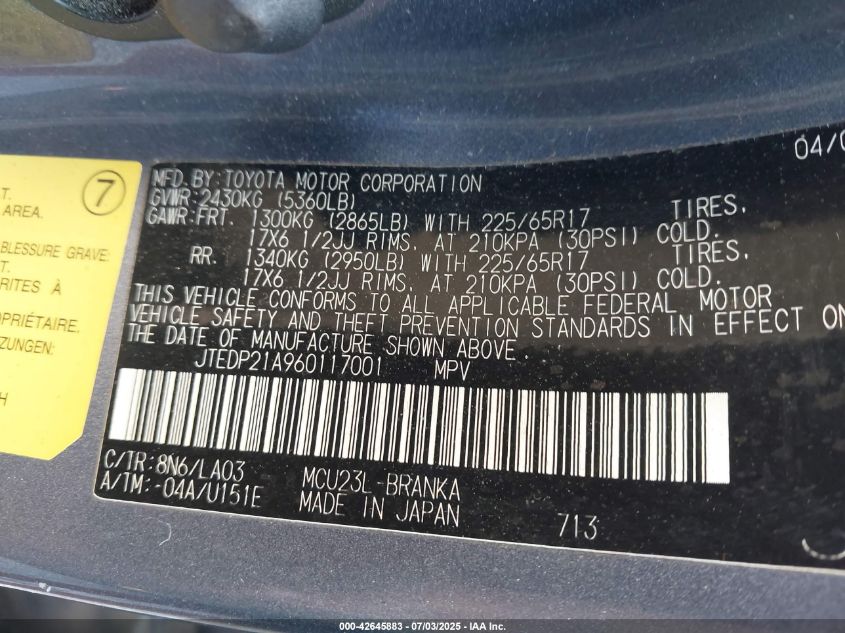 04/0
7
T.
AREA.
BLESSURE GRAVE:
T.
RITES À
OPRIÉTAIRE.
ZUNGEN:
H
MFD.BY:TOYOTA MOTOR CORPORATION
GVWR:2430KG (5360LB)
GAWR:FRT. 1300KG (2865LB) WITH 225/65R17 TIRES,
17X6 1/2JJ RIMS, AT 210KPA (30PSI) COLD.
RR. 1340KG (2950LB) WITH 225/65R17 TIRES,
17X6 1/2JJ RIMS, AT 210KPA (30PSI) COLD.
THIS VEHICLE CONFORMS TO ALL APPLICABLE FEDERAL MOTOR
VEHICLE SAFETY AND THEFT PREVENTION STANDARDS IN EFFECT ON
THE DATE OF MANUFACTURE SHOWN ABOVE.
JTEDP21A960117001 MPV
C/TR:8N6/LA03 MCU23L-BRANKA
A/TM:-04A/U151E MADE IN JAPAN
713
000-42645883 - 07/03/2025 - IAA Inc.